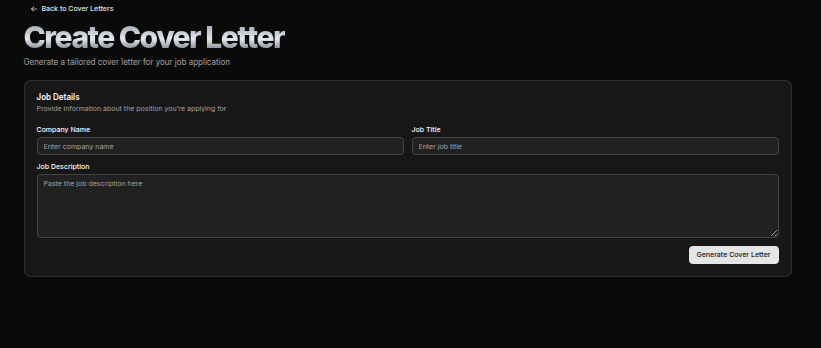 ← Back to Cover Letters
Create Cover Letter
Generate a tailored cover letter for your job application
Job Details
Provide information about the position you're applying for
Company Name
Job Title
Enter company name
Enter job title
Job Description
Paste the job description here
Generate Cover Letter